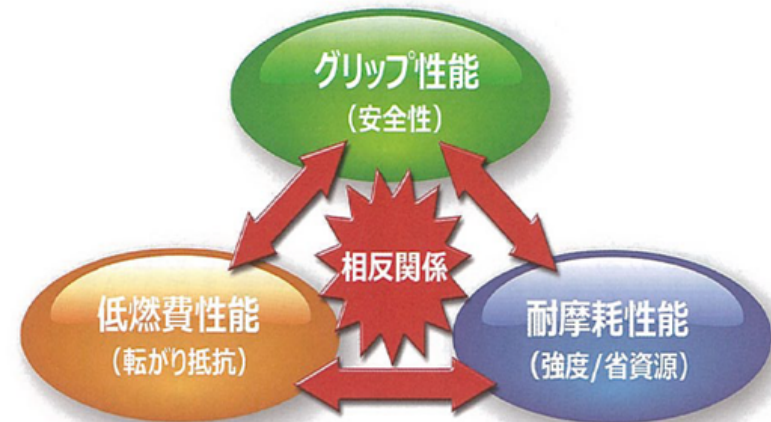 グリップ性能
(安全性)
相反関係
低燃費性能
(転がり抵抗)
耐摩耗性能
(強度/省資源)